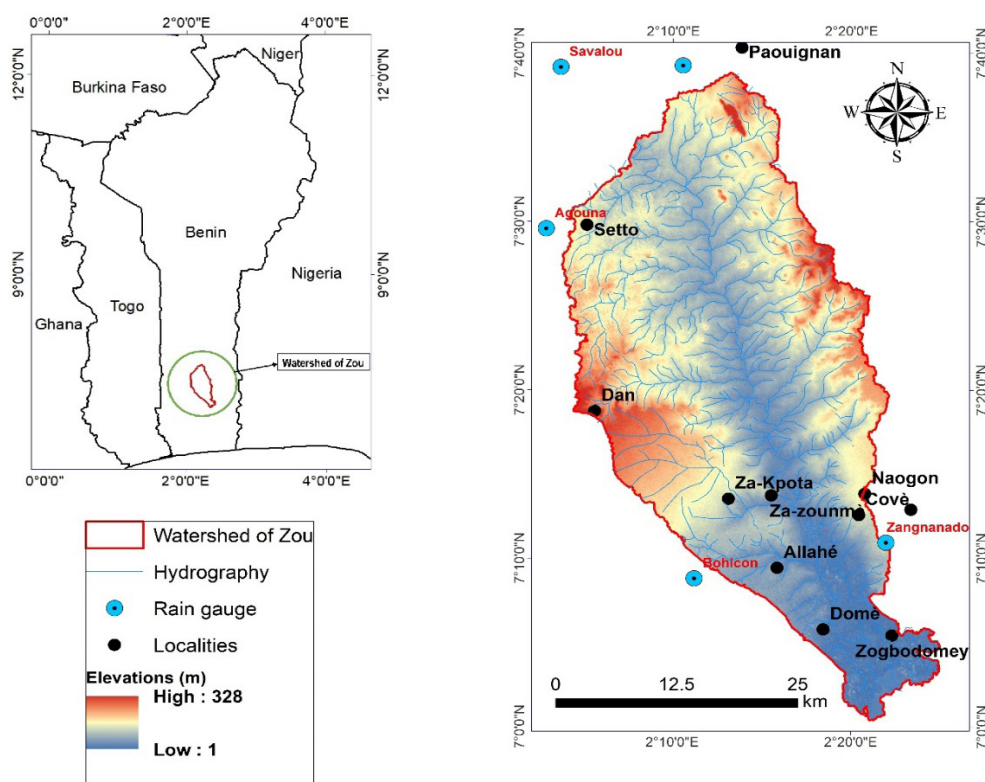 0°0'0" 2°0'0"E 4°0'0"E
12°0'0"N
9°0'0"N
12°0'0"N
9°0'0"N
Niger
Burkina Faso
Benin
Nigeria
Togo
Ghana
Watershed of Zou
0°0'0" 2°0'0"E 4°0'0"E
Watershed of Zou
Hydrography
Rain gauge
Localities
Elevations (m)
High : 328
Low : 1
2°10'0"E 2°20'0"E
7°40'0"N
7°30'0"N
7°20'0"N
7°10'0"N
7°0'0"N
7°40'0"N
7°30'0"N
7°20'0"N
7°10'0"N
7°0'0"N
Savalou
Paouignan
N
W E
S
Agouna
Setto
Dan
Za-Kpota
Naogon
Covè
Za-zounmè
Zangnanado
Allahé
Bohicon
Domè
Zogbodomey
0 12.5 25
km
2°10'0"E 2°20'0"E